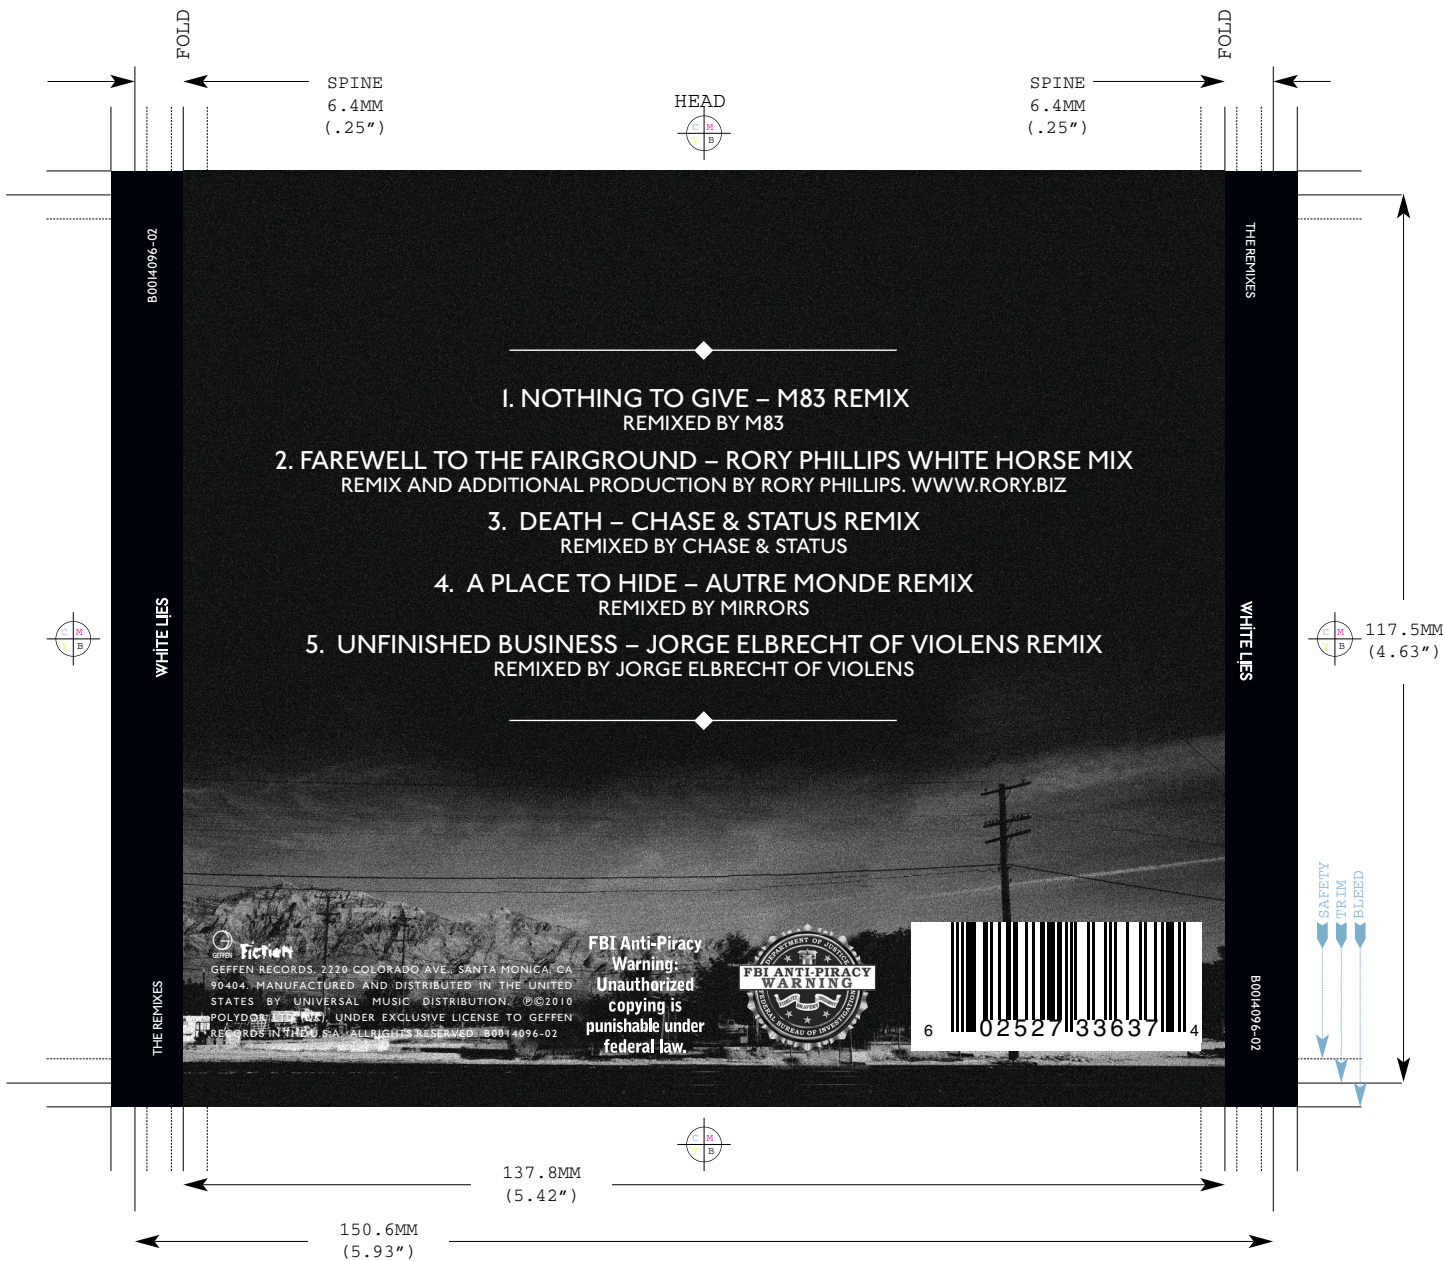 FOLD
FOLD
SPINE
6.4MM
(.25")
SPINE
6.4MM
(.25")
HEAD
C M
Y B
B0014096-02
WHITE LIES
THE REMIXES
1. NOTHING TO GIVE – M83 REMIX
REMIXED BY M83
2. FAREWELL TO THE FAIRGROUND – RORY PHILLIPS WHITE HORSE MIX
REMIX AND ADDITIONAL PRODUCTION BY RORY PHILLIPS. WWW.RORY.BIZ
3. DEATH – CHASE & STATUS REMIX
REMIXED BY CHASE & STATUS
4. A PLACE TO HIDE – AUTRE MONDE REMIX
REMIXED BY MIRRORS
5. UNFINISHED BUSINESS – JORGE ELBRECHT OF VIOLENS REMIX
REMIXED BY JORGE ELBRECHT OF VIOLENS
THE REMIXES
WHITE LIES
B0014096-02
C M
Y B
C M
Y B
117.5MM
(4.63")
SAFETY
TRIM
BLEED
GEFFEN
Fiction
GEFFEN RECORDS. 2220 COLORADO AVE., SANTA MONICA, CA
90404. MANUFACTURED AND DISTRIBUTED IN THE UNITED
STATES BY UNIVERSAL MUSIC DISTRIBUTION. ℗©2010
POLYDOR LTD. (UK), UNDER EXCLUSIVE LICENSE TO GEFFEN
RECORDS IN THE U.S.A. ALLRIGHTS RESERVED. B0014096-02
FBI Anti-Piracy
Warning:
Unauthorized
copying is
punishable under
federal law.
DEPARTMENT OF JUSTICE
FBI ANTI-PIRACY
WARNING
FEDERAL BUREAU OF INVESTIGATION
6 02527 33637 4
C M
Y B
137.8MM
(5.42")
150.6MM
(5.93")